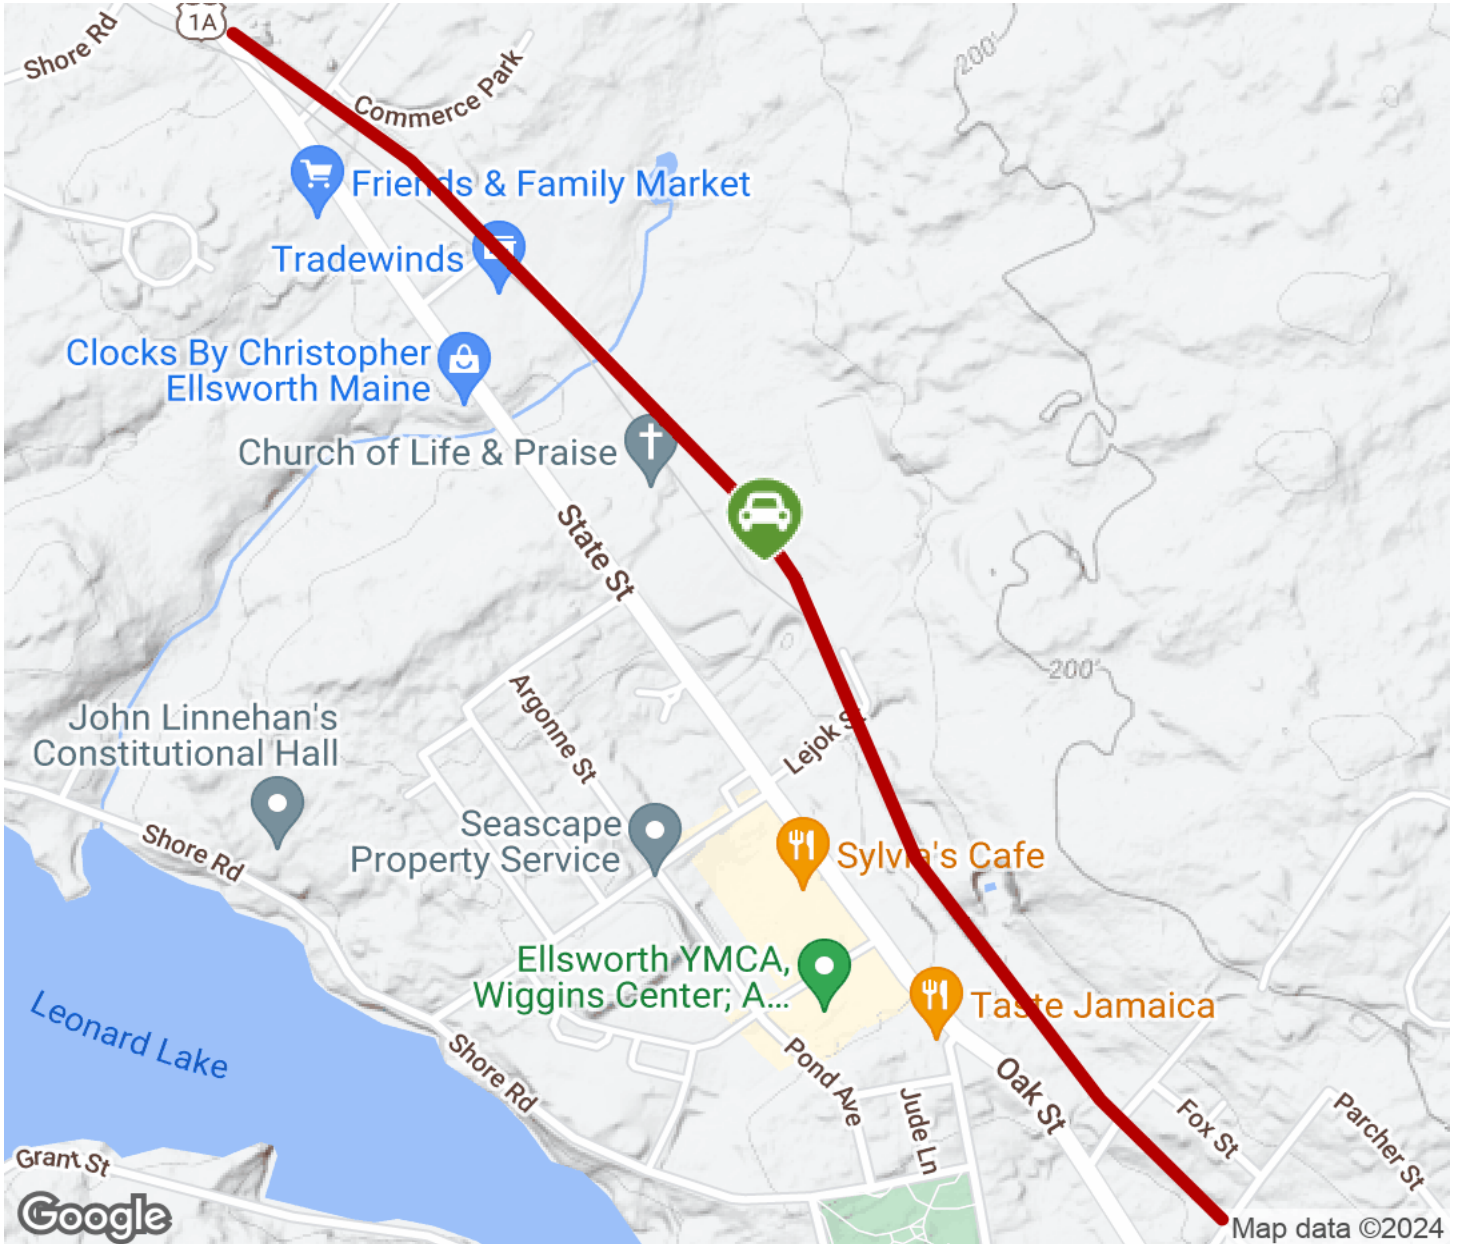 1A
Shore Rd
Commerce Park
200'
Friends & Family Market
Tradewinds
Clocks By Christopher
Ellsworth Maine
Church of Life & Praise
State St
200'
Argonne St
John Linnehan's
Constitutional Hall
Lejok St
Seascape
Property Service
Shore Rd
Sylvia's Cafe
Ellsworth YMCA,
Wiggins Center; A...
Taste Jamaica
Leonard Lake
Shore Rd
Pond Ave
Jude Ln
Oak St
Fox St
Parcher St
Grant St
Google
Map data ©2024